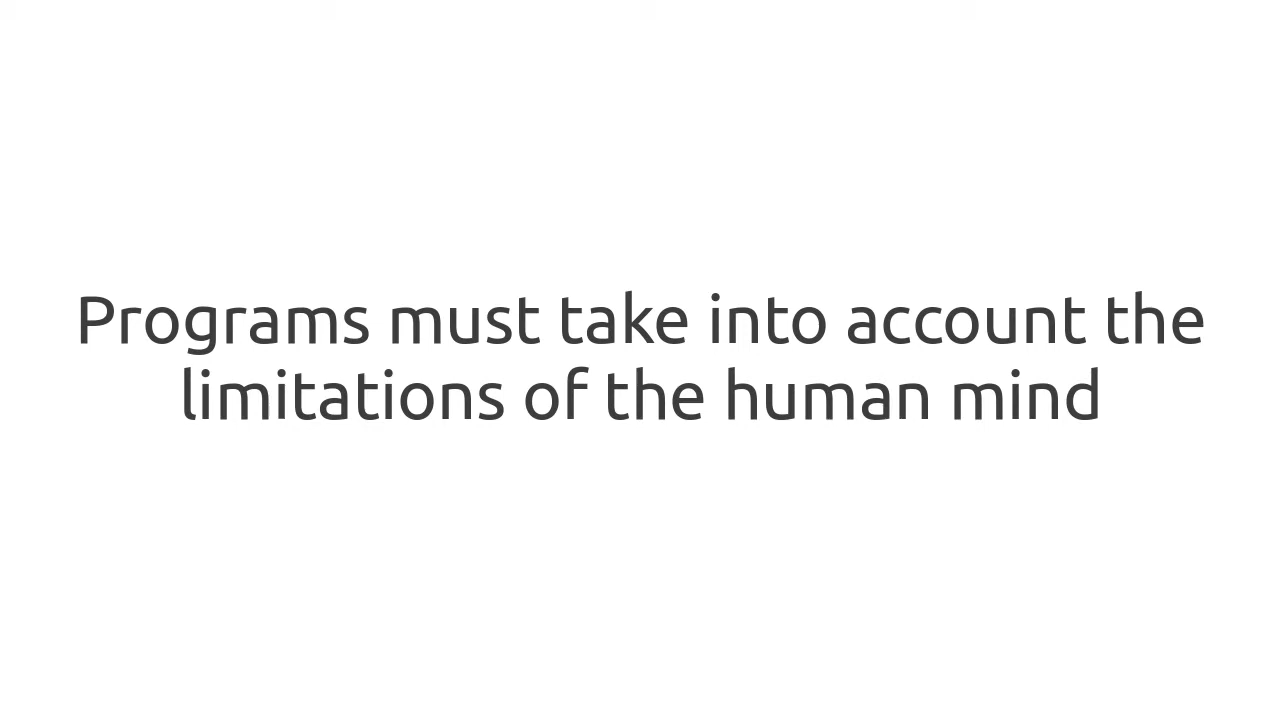 Programs must take into account the
limitations of the human mind